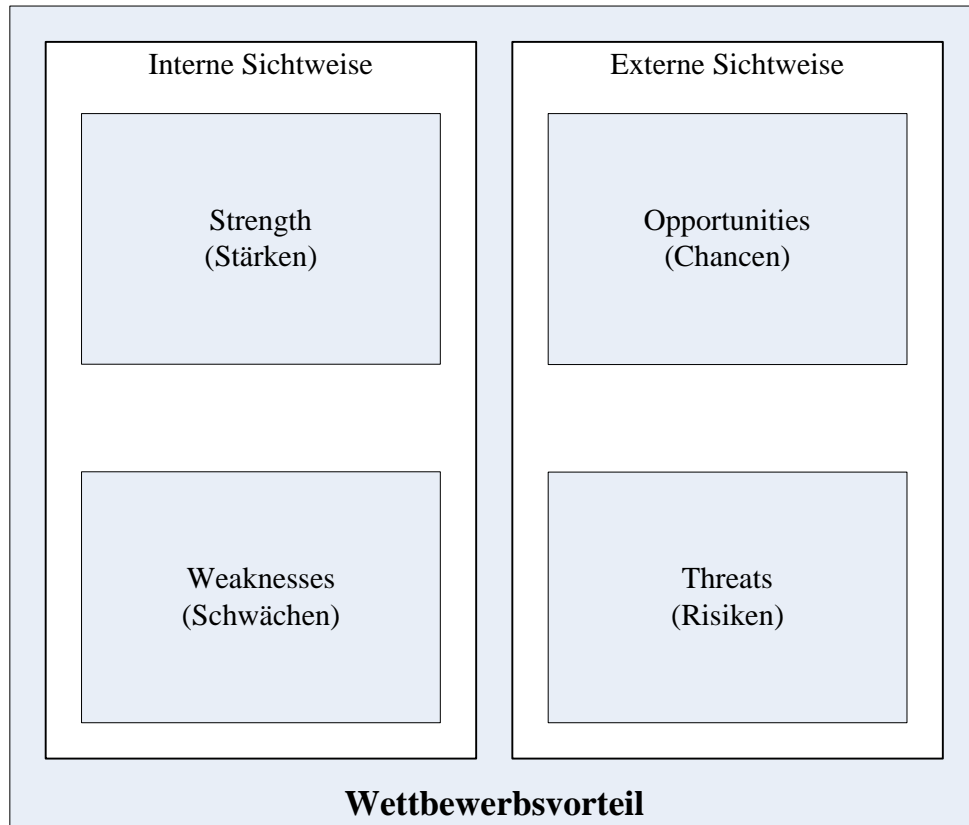 Interne Sichtweise
Strength
(Stärken)
Weaknesses
(Schwächen)
Externe Sichtweise
Opportunities
(Chancen)
Threats
(Risiken)
Wettbewerbsvorteil